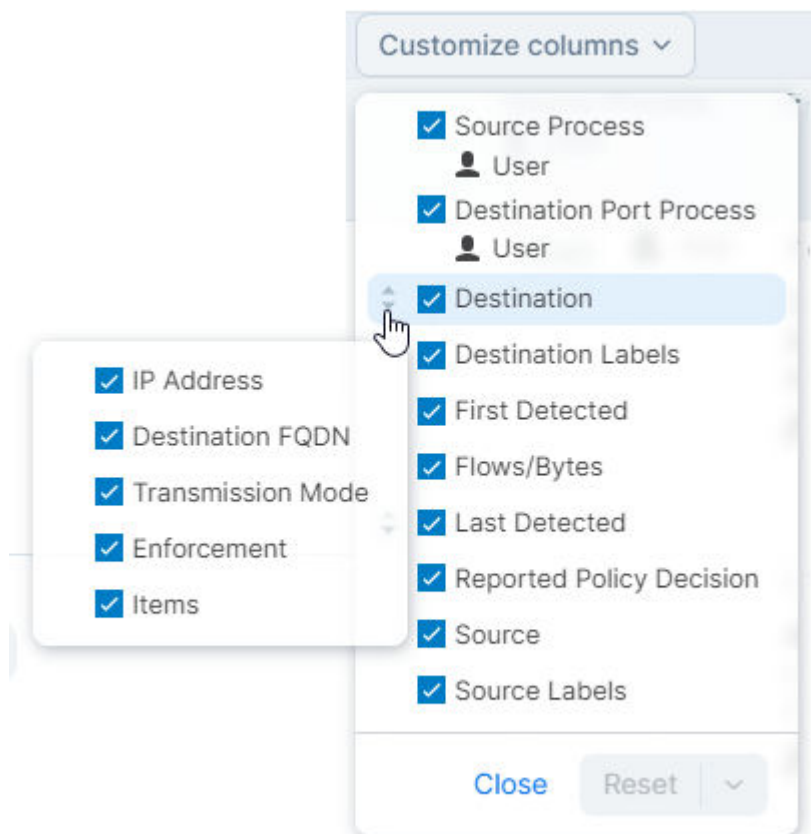 Customize columns
Source Process
User
Destination Port Process
User
Destination
Destination Labels
First Detected
Flows/Bytes
Last Detected
Reported Policy Decision
Source
Source Labels
IP Address
Destination FQDN
Transmission Mode
Enforcement
Items
Close
Reset